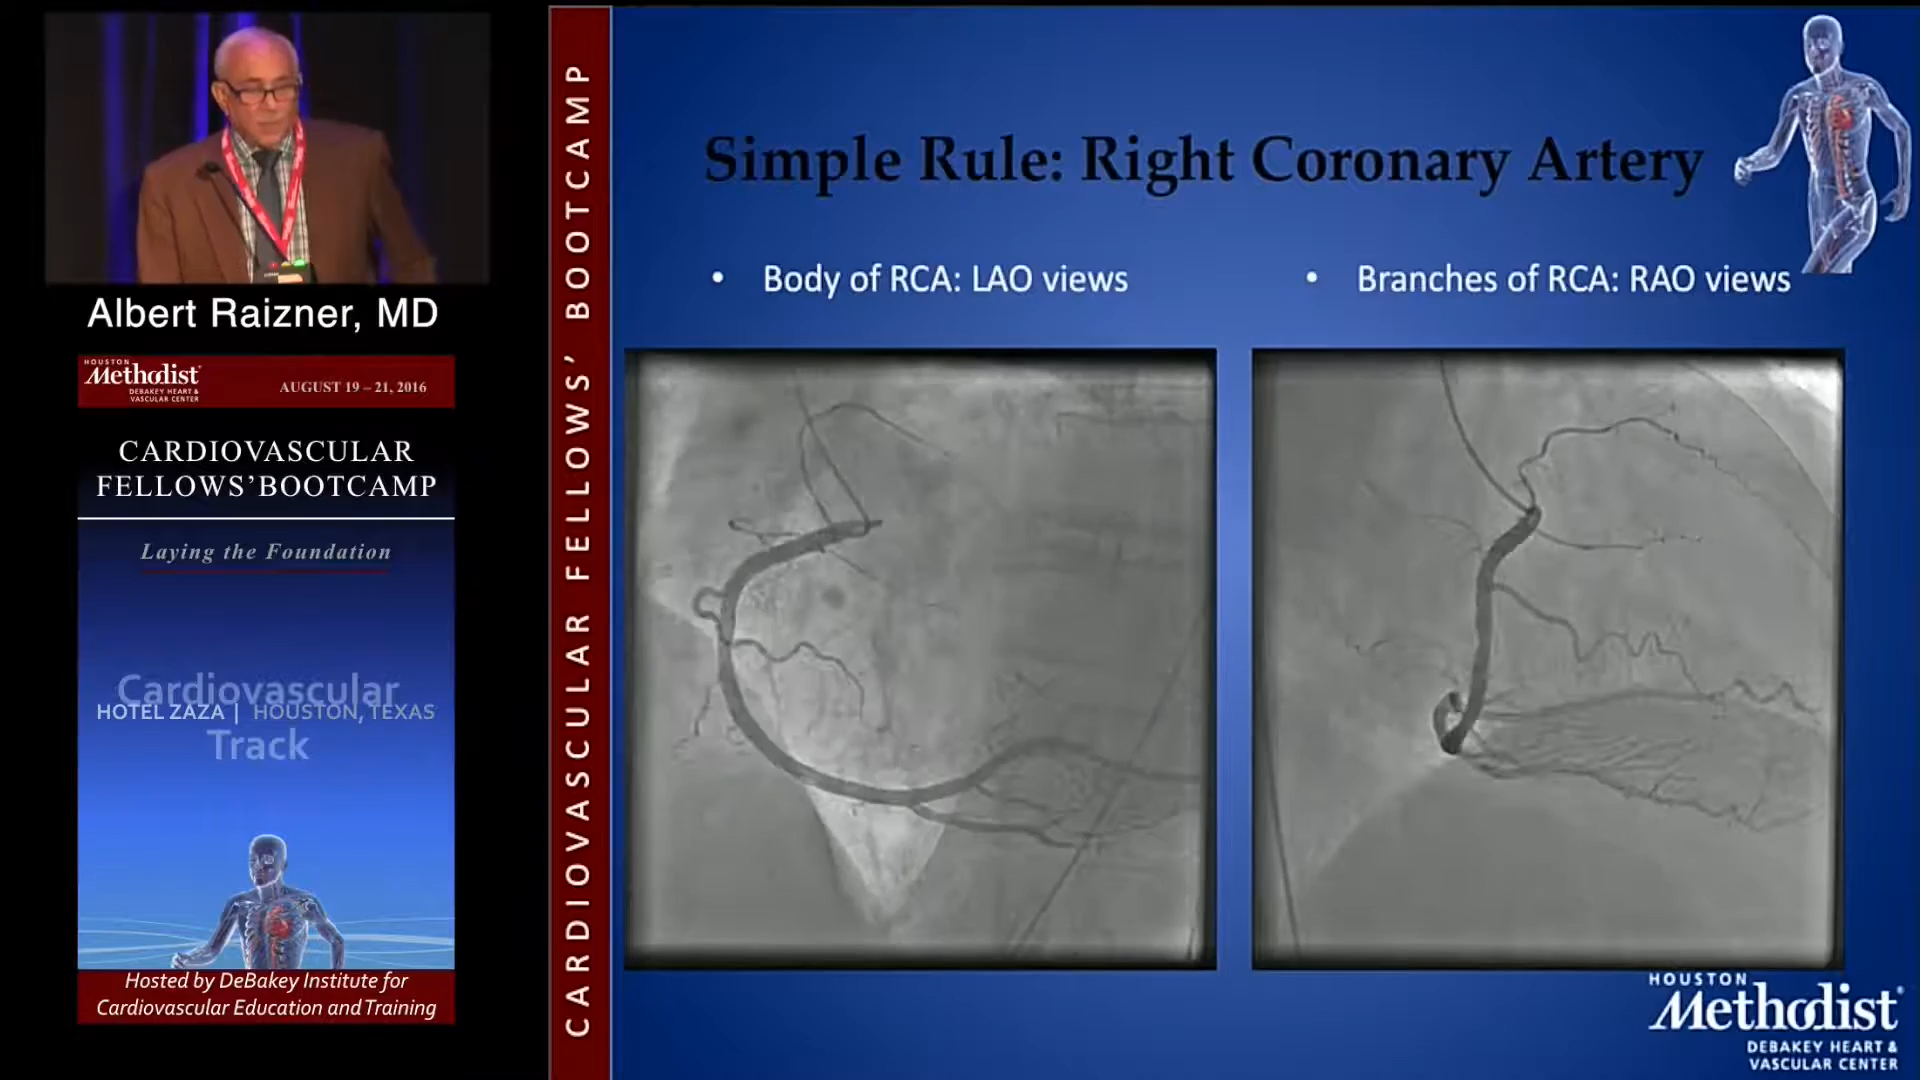 Albert Raizner, MD
HOUSTON
Methodist
DEBAKEY HEART &
VASCULAR CENTER
AUGUST 19 – 21, 2016
CARDIOVASCULAR
FELLOWS’BOOTCAMP
Laying the Foundation
Cardiovascular
HOTEL ZAZA | HOUSTON, TEXAS
Track
Hosted by DeBakey Institute for
Cardiovascular Education and Training
CARDIOVASCULAR FELLOWS’ BOOTCAMP
Simple Rule: Right Coronary Artery
• Body of RCA: LAO views
• Branches of RCA: RAO views
HOUSTON
Methodist
DEBAKEY HEART &
VASCULAR CENTER